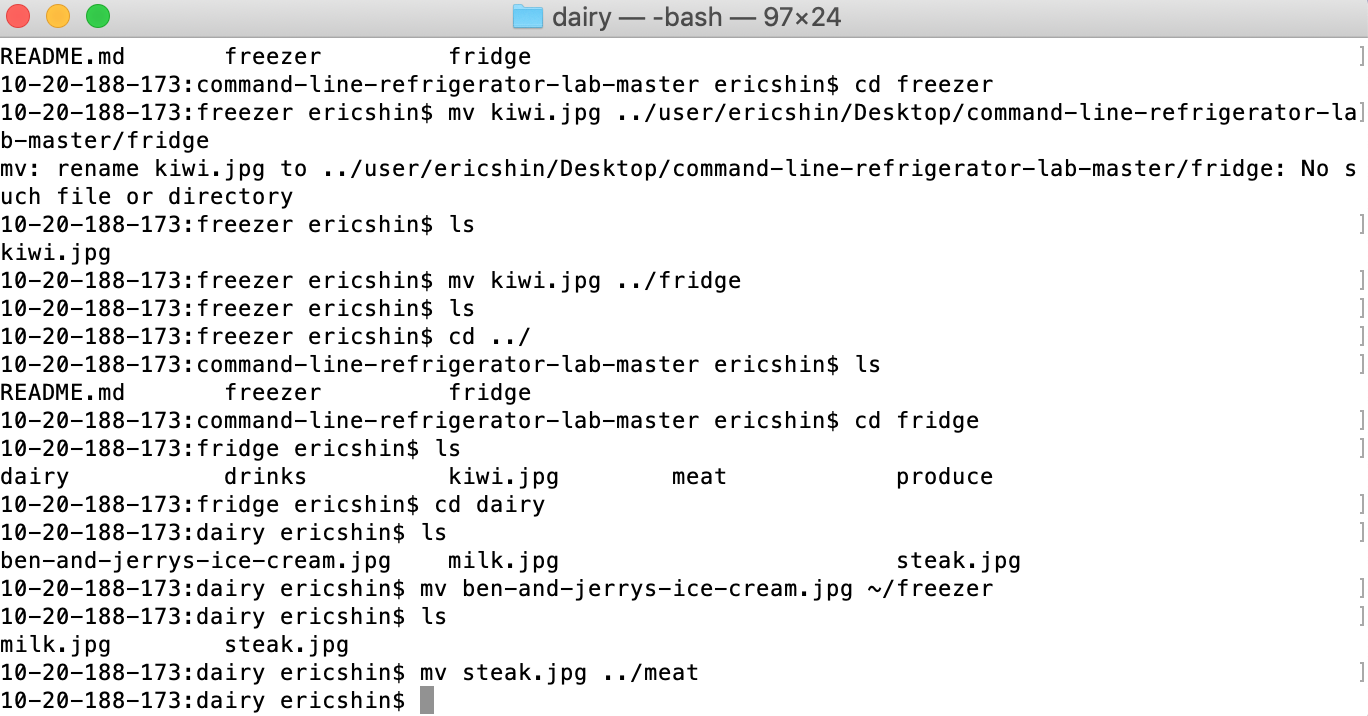 dairy — -bash — 97×24
README.md       freezer         fridge
10-20-188-173:command-line-refrigerator-lab-master ericshin$ cd freezer
10-20-188-173:freezer ericshin$ mv kiwi.jpg ../user/ericshin/Desktop/command-line-refrigerator-la
b-master/fridge
mv: rename kiwi.jpg to ../user/ericshin/Desktop/command-line-refrigerator-lab-master/fridge: No s
uch file or directory
10-20-188-173:freezer ericshin$ ls
kiwi.jpg
10-20-188-173:freezer ericshin$ mv kiwi.jpg ../fridge
10-20-188-173:freezer ericshin$ ls
10-20-188-173:freezer ericshin$ cd ../
10-20-188-173:command-line-refrigerator-lab-master ericshin$ ls
README.md       freezer         fridge
10-20-188-173:command-line-refrigerator-lab-master ericshin$ cd fridge
10-20-188-173:fridge ericshin$ ls
dairy           drinks          kiwi.jpg        meat            produce
10-20-188-173:fridge ericshin$ cd dairy
10-20-188-173:dairy ericshin$ ls
ben-and-jerrys-ice-cream.jpg    milk.jpg                        steak.jpg
10-20-188-173:dairy ericshin$ mv ben-and-jerrys-ice-cream.jpg ~/freezer
10-20-188-173:dairy ericshin$ ls
milk.jpg        steak.jpg
10-20-188-173:dairy ericshin$ mv steak.jpg ../meat
10-20-188-173:dairy ericshin$